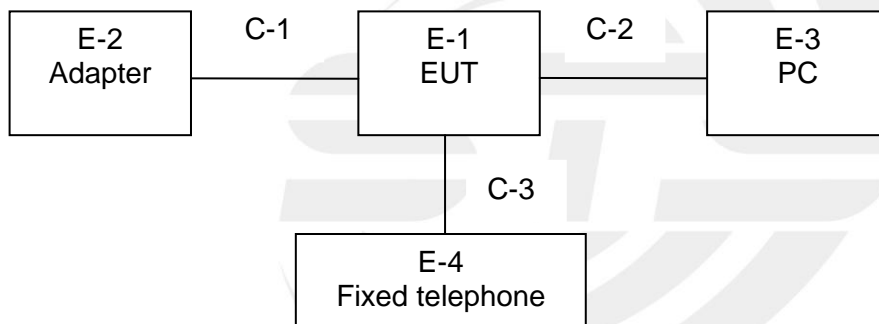 E-2
Adapter
C-1
E-1
EUT
C-2
E-3
PC
C-3
E-4
Fixed telephone